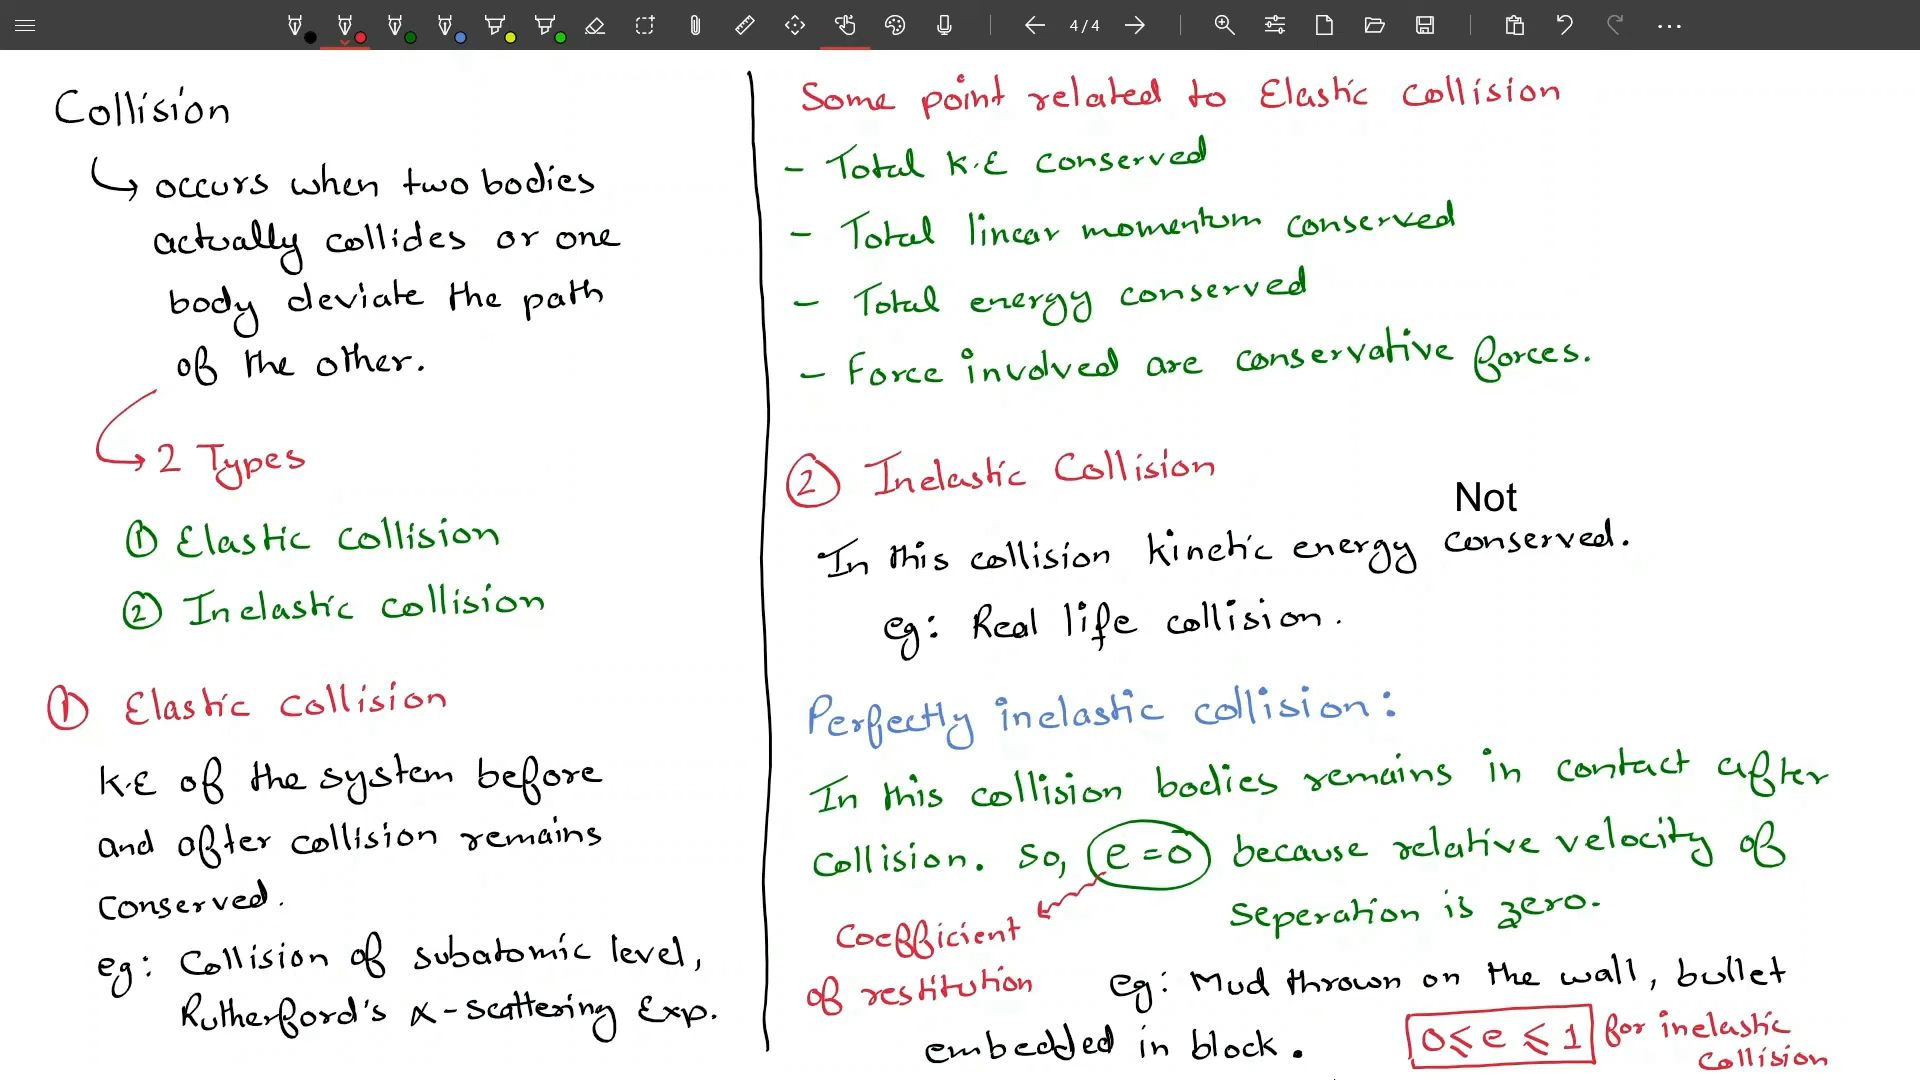 4/4
Collision
↳ occurs when two bodies
actually collides or one
body deviate the path
of the other.
↳ 2 Types
① Elastic collision
② Inelastic collision
① Elastic collision
K.E of the system before
and after collision remains
conserved.
eg: Collision of subatomic level,
Rutherford's α-scattering Exp.
Some point related to Elastic collision
- Total K.E conserved
- Total linear momentum conserved
- Total energy conserved
- Force involved are conservative forces.
② Inelastic Collision
Not
In this collision kinetic energy conserved.
eg: Real life collision.
Perfectly inelastic collision:
In this collision bodies remains in contact after
collision. So, e=0 because relative velocity of
seperation is zero.
Coefficient
of restitution
eg: Mud thrown on the wall, bullet
embedded in block.
0⩽e⩽1 for inelastic
collision